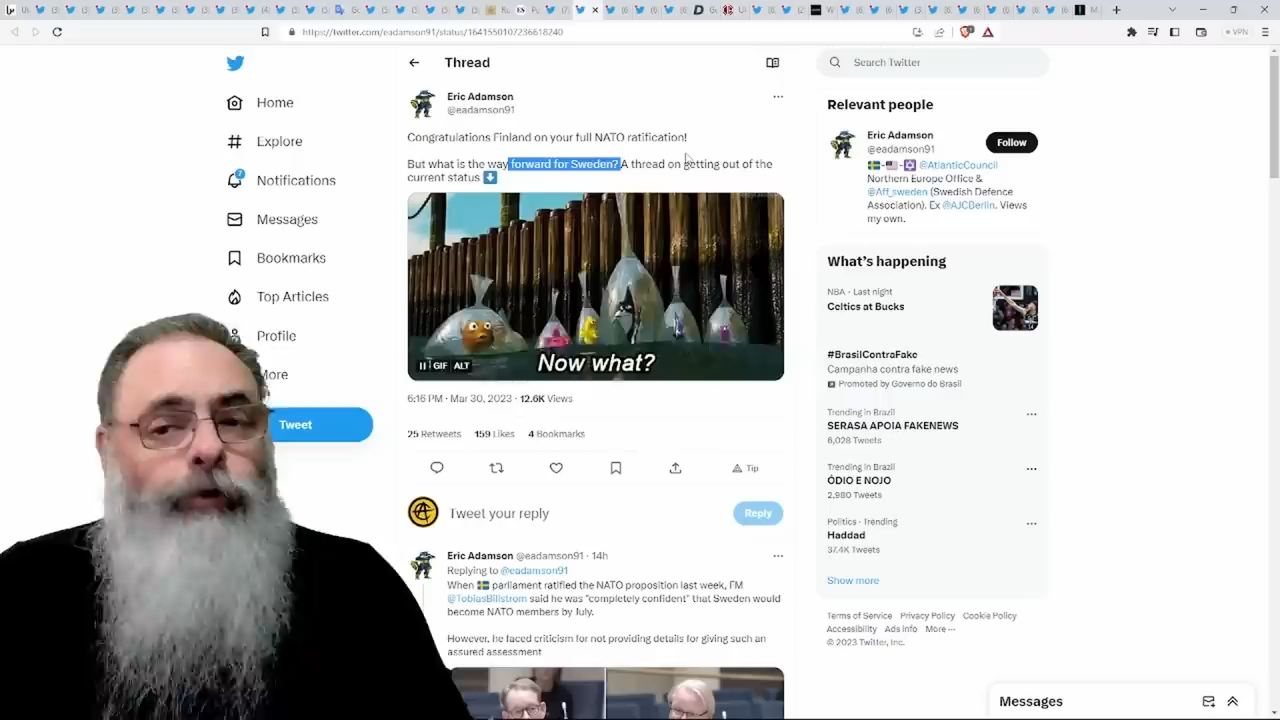 https://twitter.com/eadamson91/status/1641550107236618240
VPN
Home
Explore
Notifications
Messages
Bookmarks
Top Articles
Profile
More
Tweet
Thread
Eric Adamson
@eadamson91
Congratulations Finland on your full NATO ratification!
But what is the way forward for Sweden? A thread on getting out of the
current status ⬇️
GIF ALT
Now what?
6:16 PM · Mar 30, 2023 · 12.6K Views
25 Retweets 159 Likes 4 Bookmarks
Tip
Tweet your reply
Reply
Eric Adamson @eadamson91 · 14h
Replying to @eadamson91
When 🇸🇪 parliament ratified the NATO proposition last week, FM
@TobiasBillstrom said he was "completely confident" that Sweden would
become NATO members by July.
However, he faced criticism for not providing details for giving such an
assured assessment
Search Twitter
Relevant people
Eric Adamson
@eadamson91
Follow
🇸🇪-🇺🇸-✡️ @AtlanticCouncil
Northern Europe Office &
@Aff_sweden (Swedish Defence
Association). Ex @AJCBerlin. Views
my own.
What's happening
NBA · Last night
Celtics at Bucks
#BrasilContraFake
Campanha contra fake news
Promoted by Governo do Brasil
Trending in Brazil
SERASA APOIA FAKENEWS
6,028 Tweets
Trending in Brazil
ÓDIO E NOJO
2,980 Tweets
Politics · Trending
Haddad
37.4K Tweets
Show more
Terms of Service Privacy Policy Cookie Policy
Accessibility Ads info More ···
© 2023 Twitter, Inc.
Messages